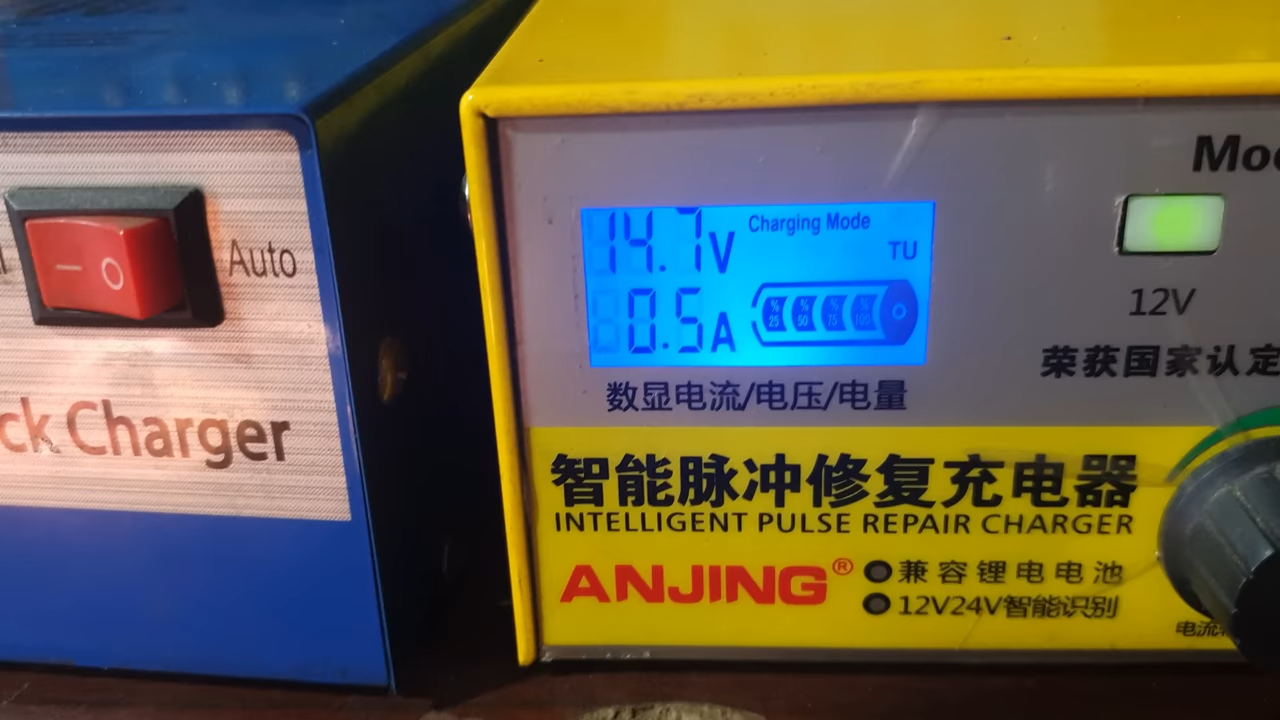 Auto
ck Charger
14.7V
Charging Mode
TU
0.5A
% 25 % 50 % 75 % 100
数显电流/电压/电量
Mo
12V
荣获国家认定
智能脉冲修复充电器
INTELLIGENT PULSE REPAIR CHARGER
ANJING®
兼容锂电电池
12V24V智能识别
电流